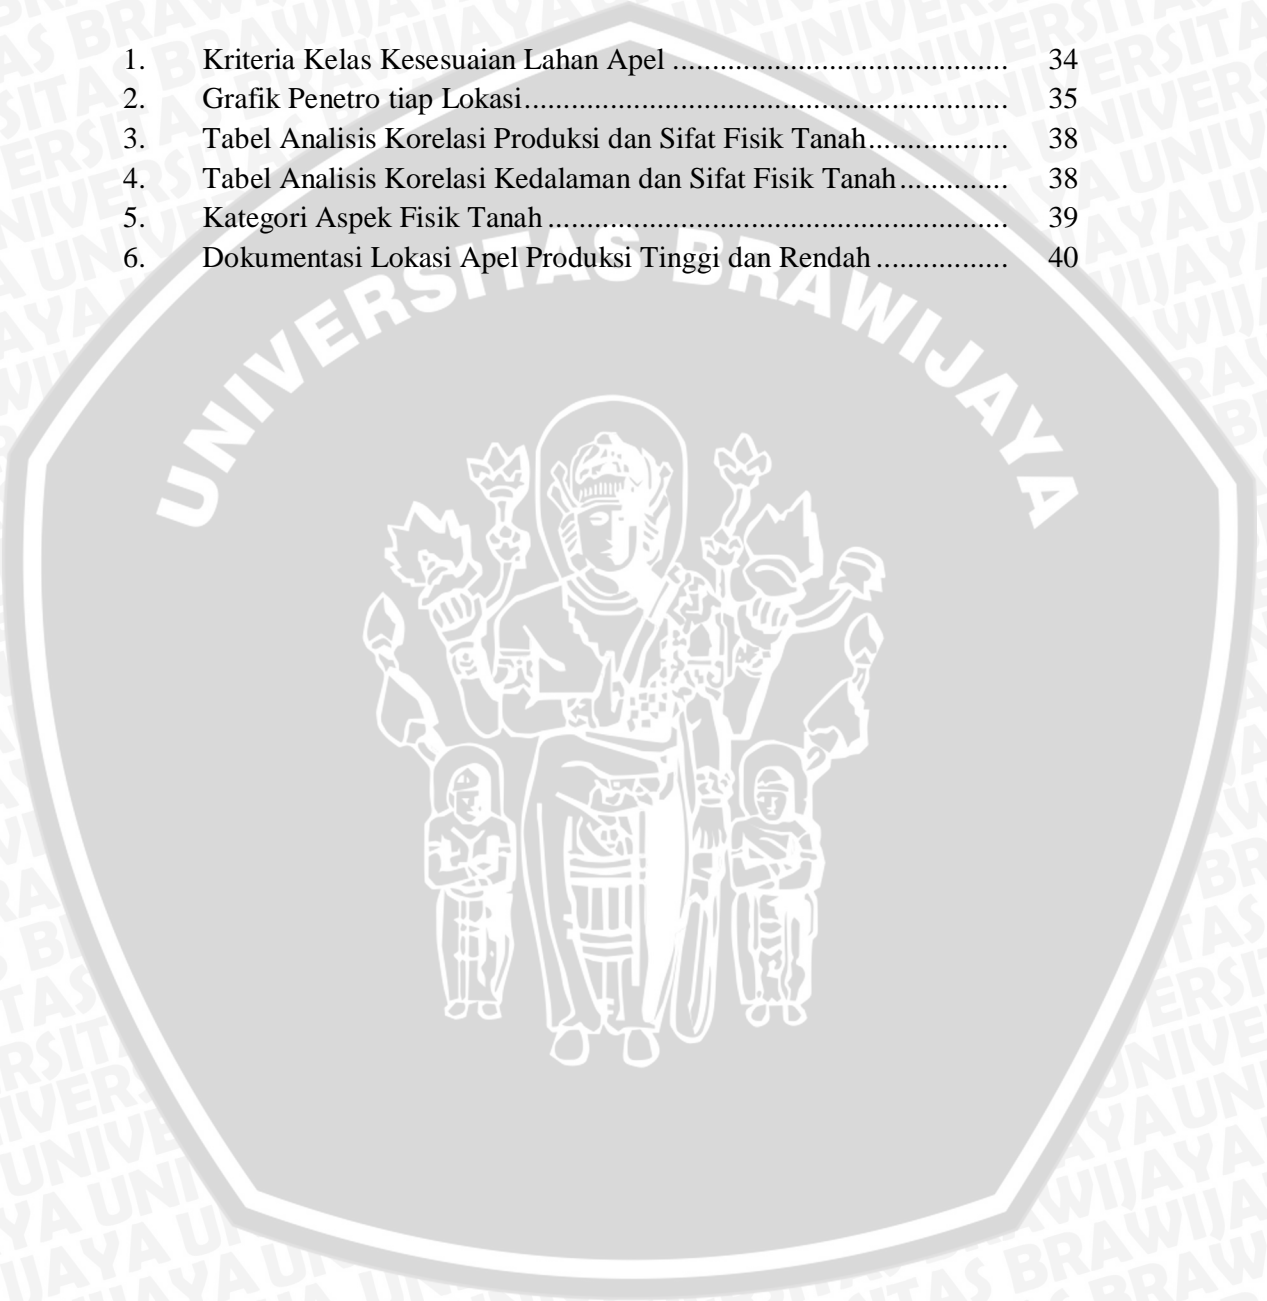 1. Kriteria Kelas Kesesuaian Lahan Apel ........................................... 34
2. Grafik Penetro tiap Lokasi.............................................................. 35
3. Tabel Analisis Korelasi Produksi dan Sifat Fisik Tanah.................. 38
4. Tabel Analisis Korelasi Kedalaman dan Sifat Fisik Tanah.............. 38
5. Kategori Aspek Fisik Tanah ........................................................... 39
6. Dokumentasi Lokasi Apel Produksi Tinggi dan Rendah ................. 40
UNIVERSITAS BRAWIJAYA